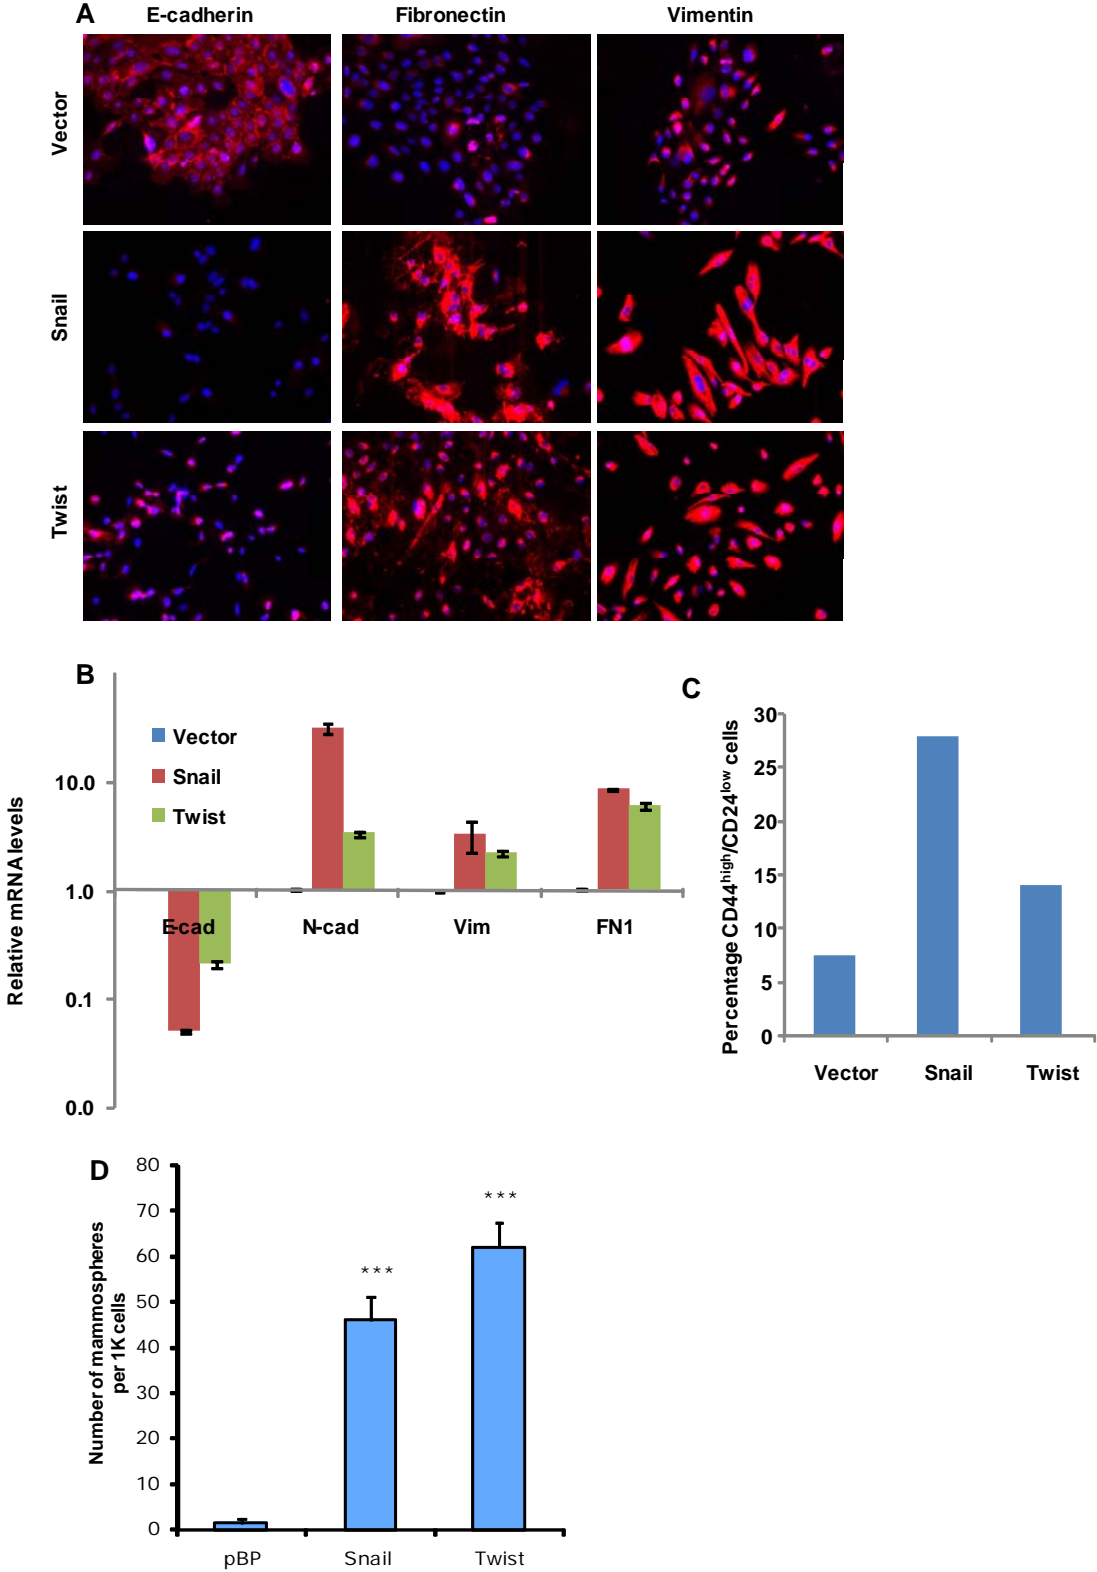 A
E-cadherin
Fibronectin
Vimentin
Vector
Snail
Twist
B
Relative mRNA levels
10.0
1.0
0.1
0.0
Vector
Snail
Twist
E-cad
N-cad
Vim
FN1
C
Percentage CD44high/CD24low cells
30
25
20
15
10
5
0
Vector
Snail
Twist
D
Number of mammospheres
per 1K cells
80
70
60
50
40
30
20
10
0
***
***
pBP
Snail
Twist